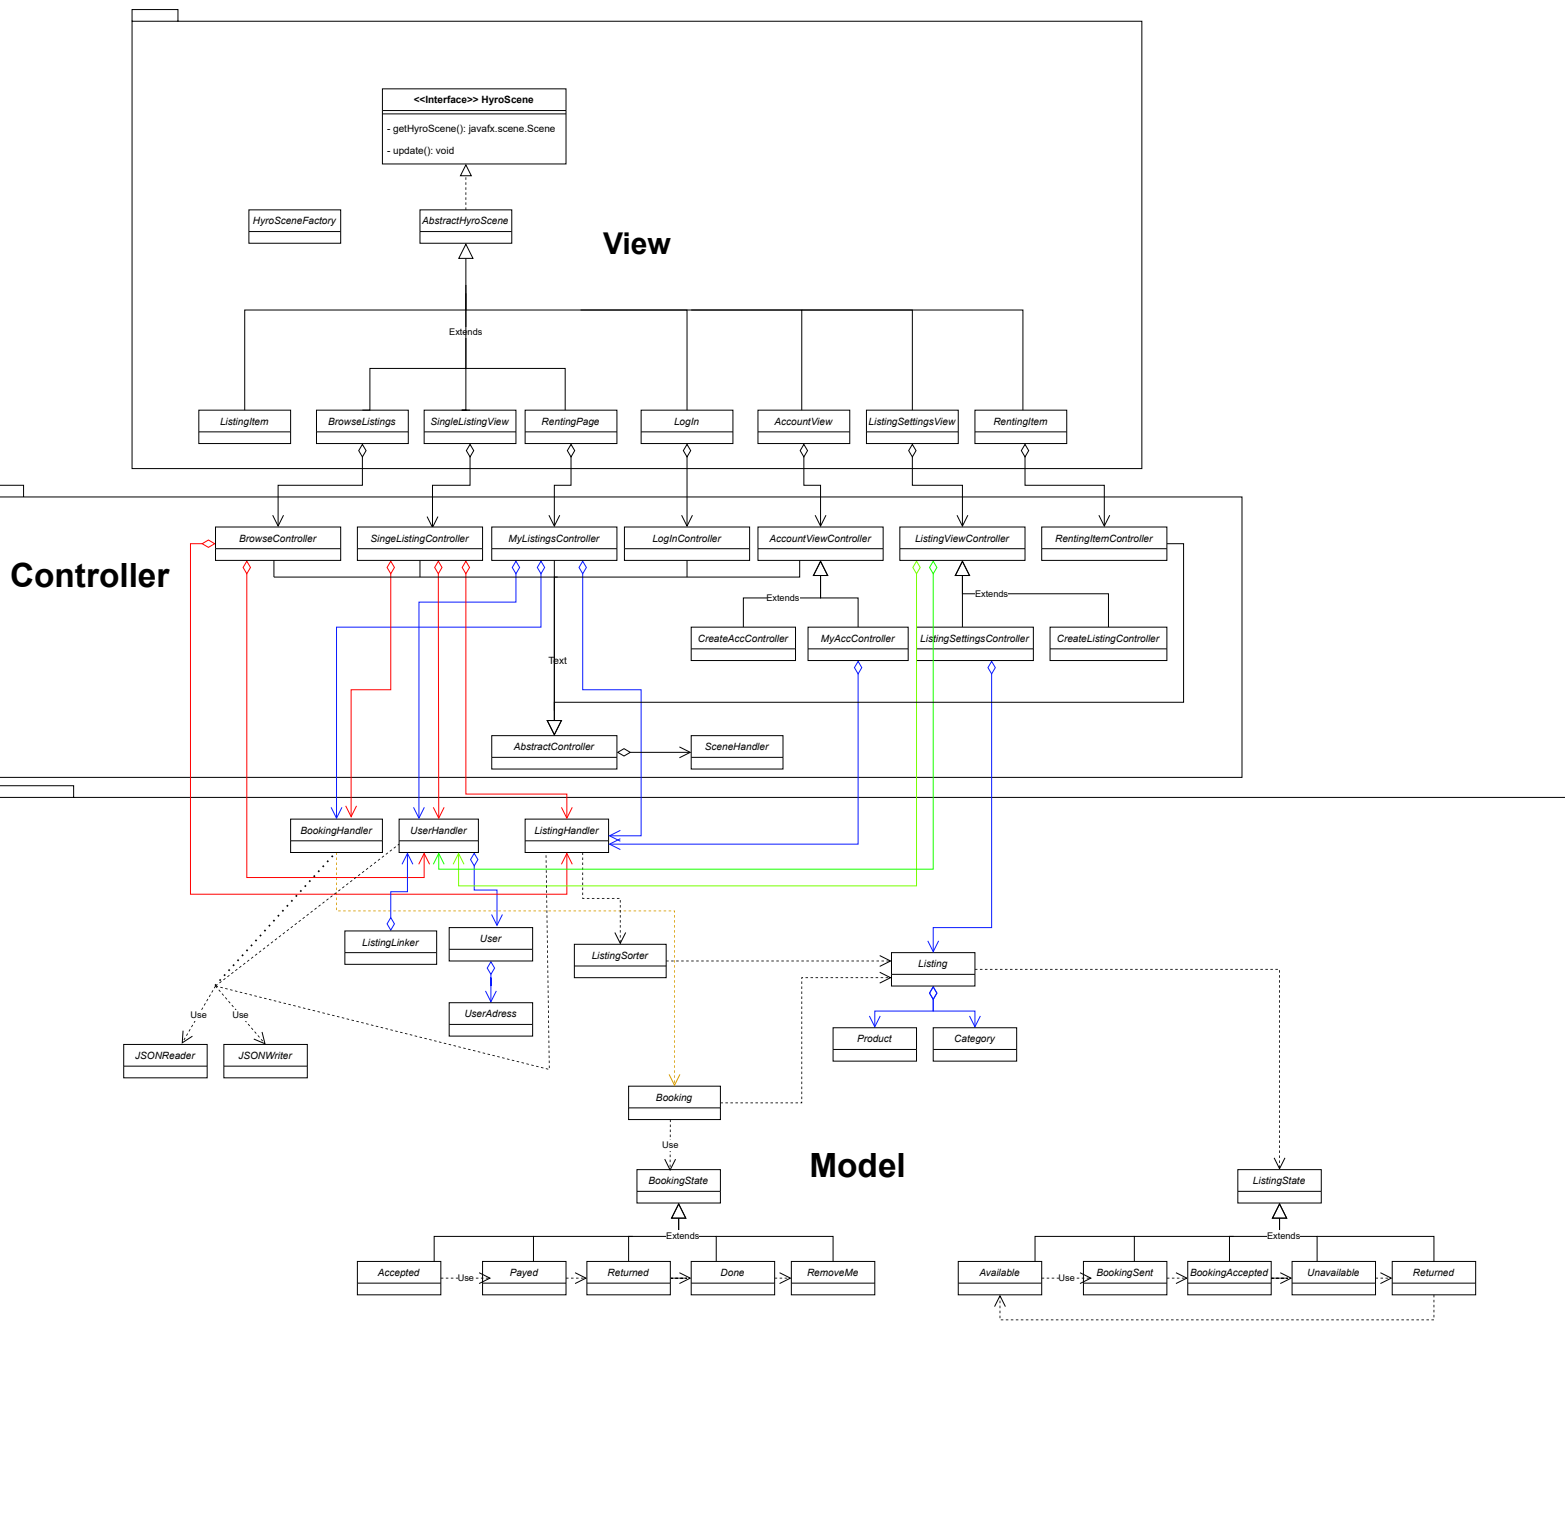 <<Interface>> HyroScene
- getHyroScene(): javafx.scene.Scene
- update(): void
HyroSceneFactory
AbstractHyroScene
View
Extends
ListingItem
BrowseListings
SingleListingView
RentingPage
LogIn
AccountView
ListingSettingsView
RentingItem
BrowseController
SingeListingController
MyListingsController
LogInController
AccountViewController
ListingViewController
RentingItemController
Controller
Extends
Extends
CreateAccController
MyAccController
ListingSettingsController
CreateListingController
Text
AbstractController
SceneHandler
BookingHandler
UserHandler
ListingHandler
ListingLinker
User
ListingSorter
Listing
UserAdress
Use
Use
JSONReader
JSONWriter
Product
Category
Booking
Use
Model
BookingState
ListingState
Extends
Extends
Accepted
Use
Payed
Returned
Done
RemoveMe
Available
Use
BookingSent
BookingAccepted
Unavailable
Returned